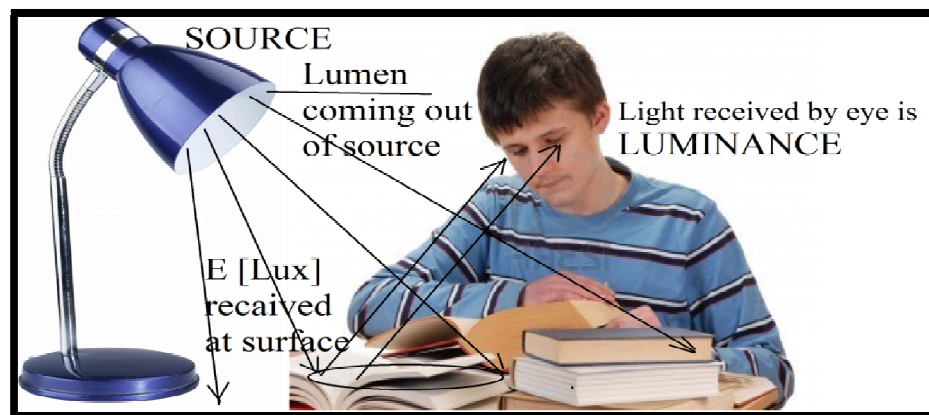 SOURCE
Lumen
coming out
of source
Light received by eye is
LUMINANCE
E [Lux]
recaived
at surface